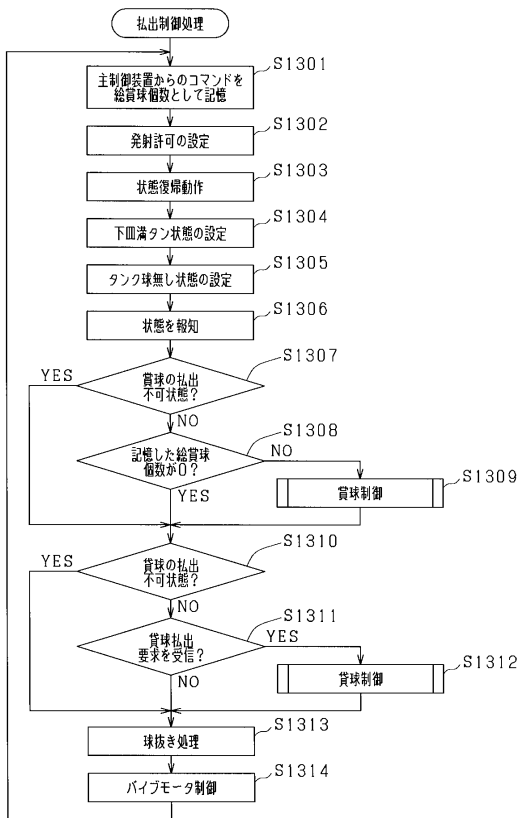 払出制御処理
S1301
主制御装置からのコマンドを
総賞球個数として記憶
S1302
発射許可の設定
S1303
状態復帰動作
S1304
下皿満タン状態の設定
S1305
タンク球無し状態の設定
S1306
状態を報知
S1307
YES
賞球の払出
不可状態？
NO
S1308
記憶した総賞球
個数が0？
NO
YES
S1309
賞球制御
S1310
YES
貸球の払出
不可状態？
NO
S1311
貸球払出
要求を受信？
YES
NO
S1312
貸球制御
S1313
球抜き処理
S1314
バイブモータ制御